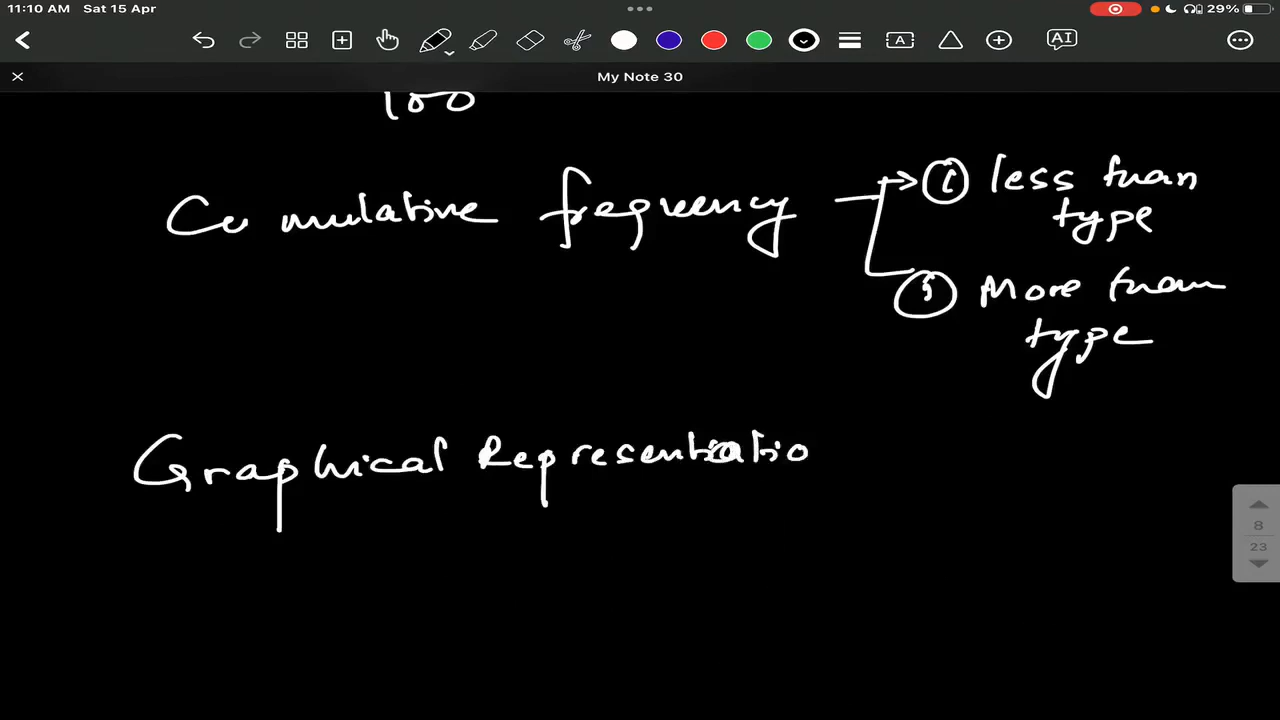 11:10 AM Sat 15 Apr
29%
A
AI
My Note 30
100
Cumulative frequency
i less than
type
More than
type
Graphical Representatio
8
23